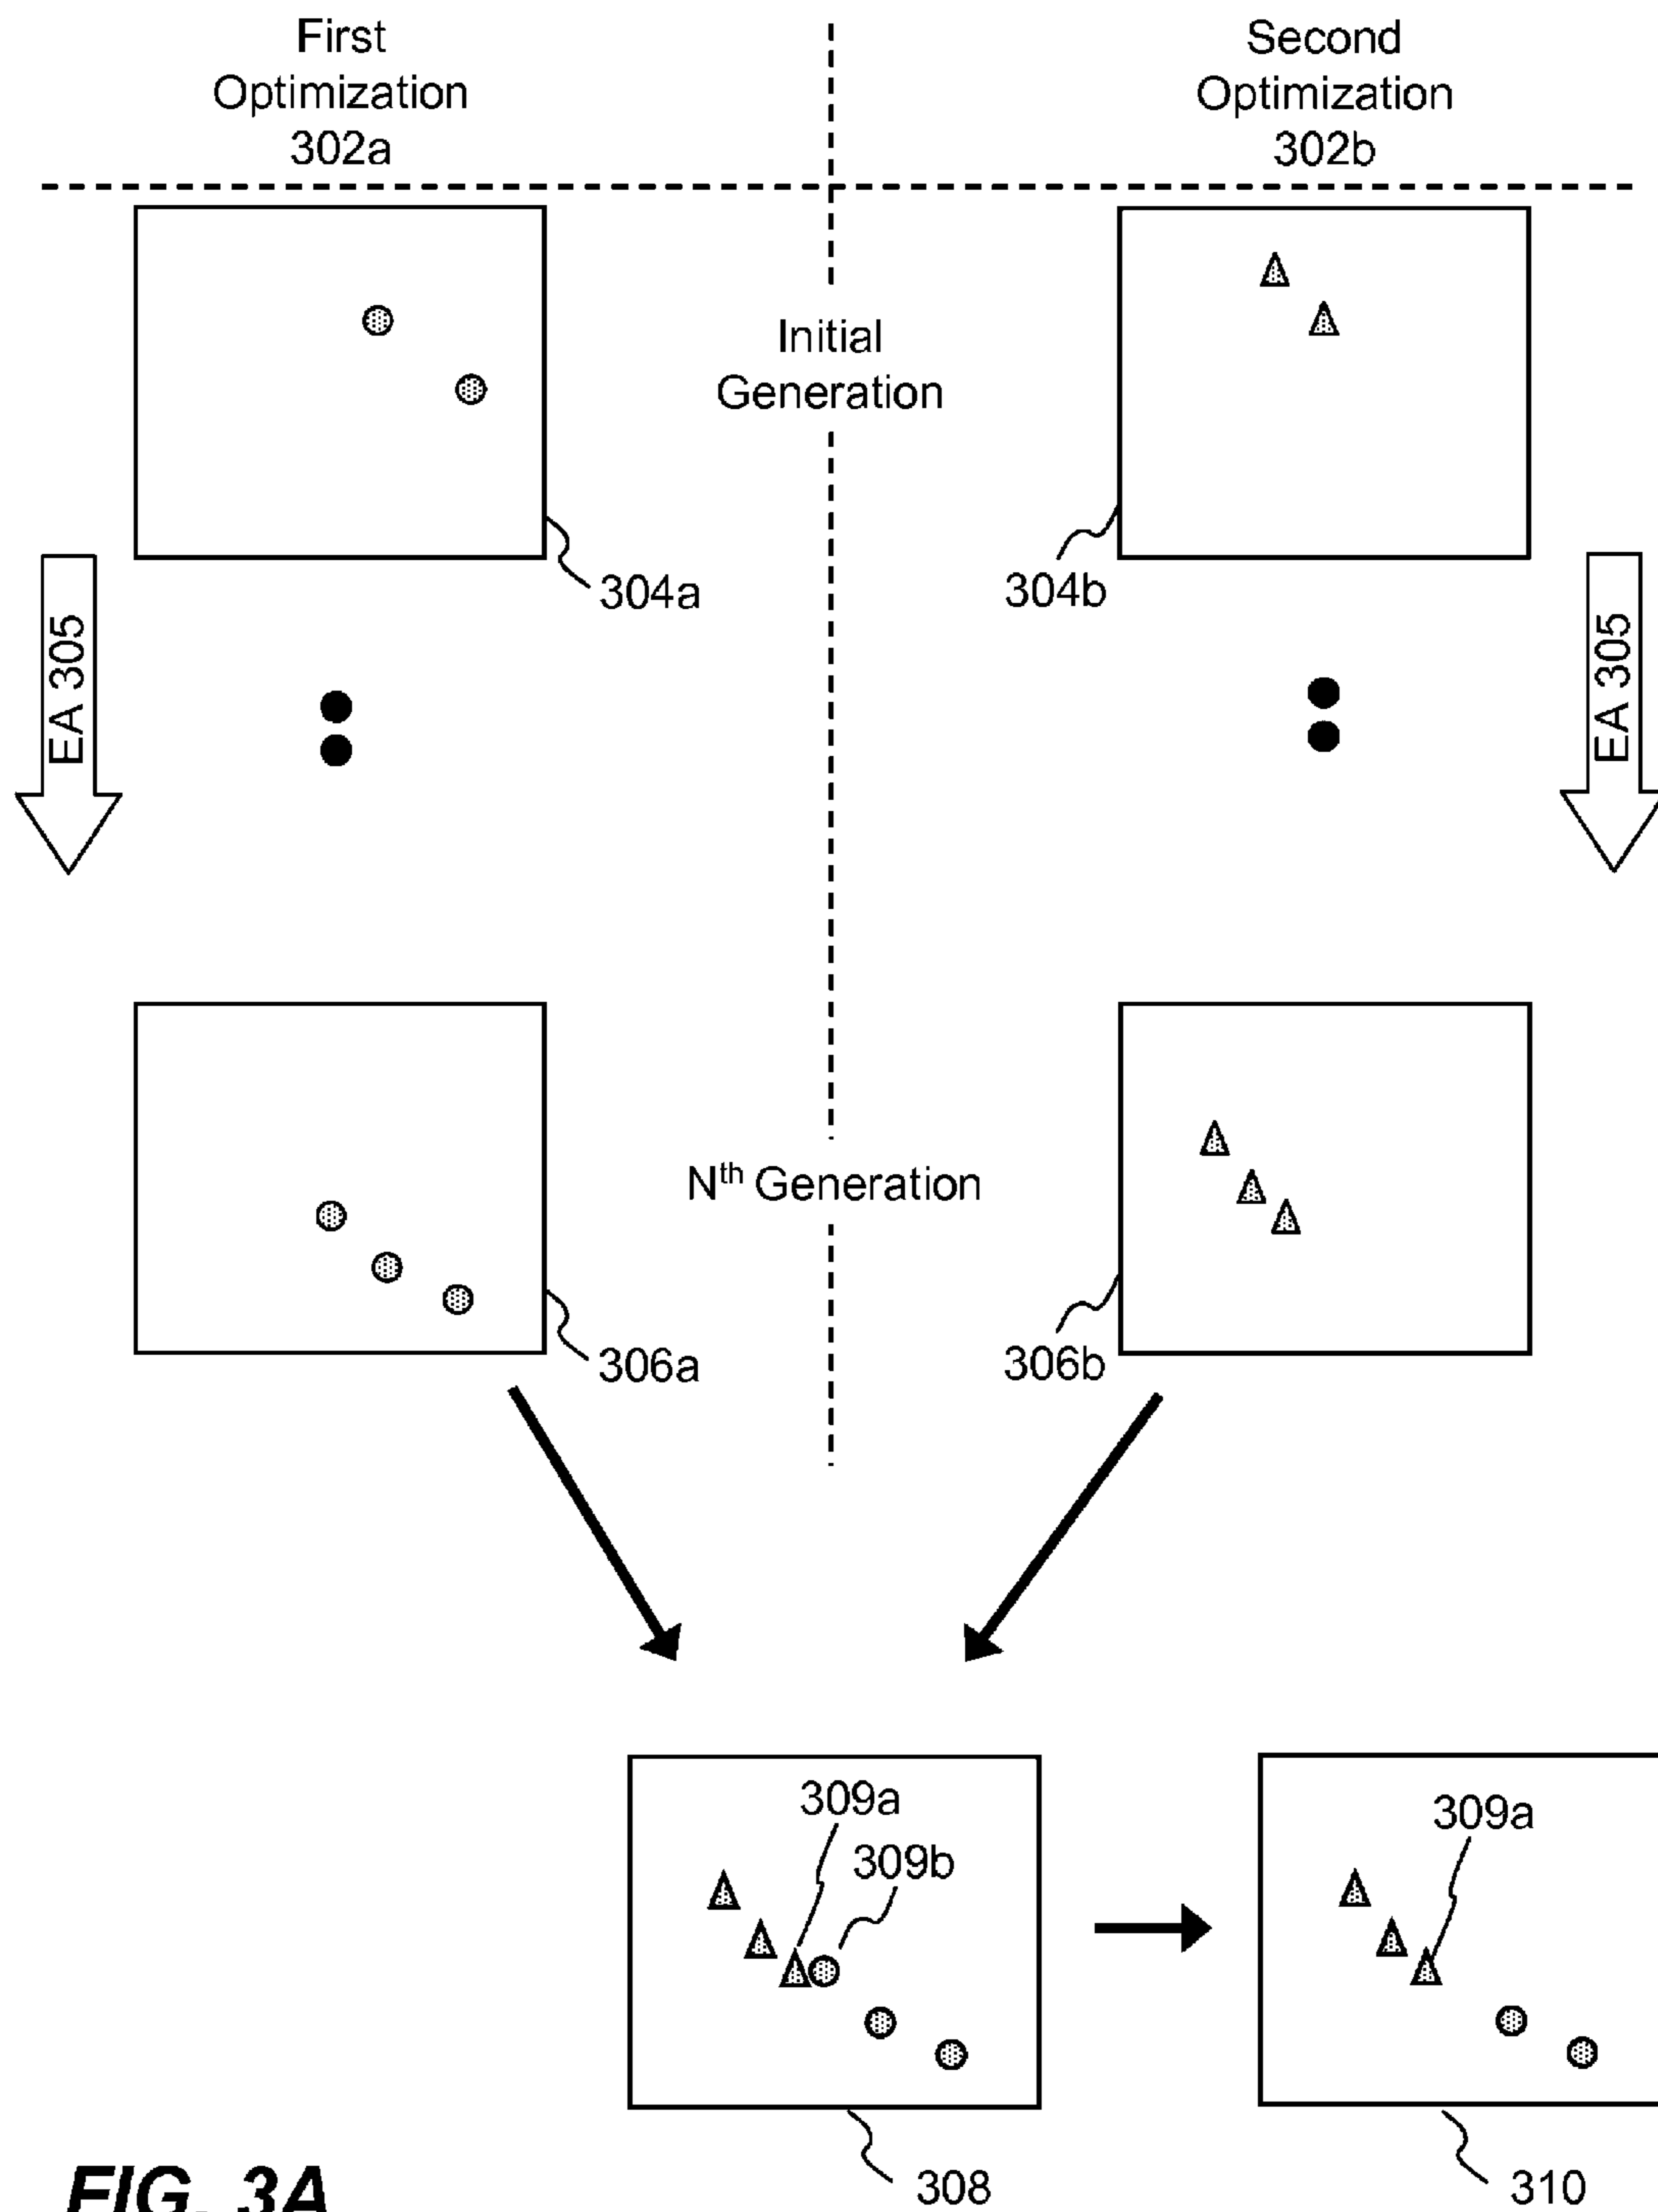 First
Optimization
302a
Second
Optimization
302b
Initial
Generation
304a
304b
EA 305
EA 305
Nth Generation
306a
306b
309a
309b
309a
308
310
FIG. 3A